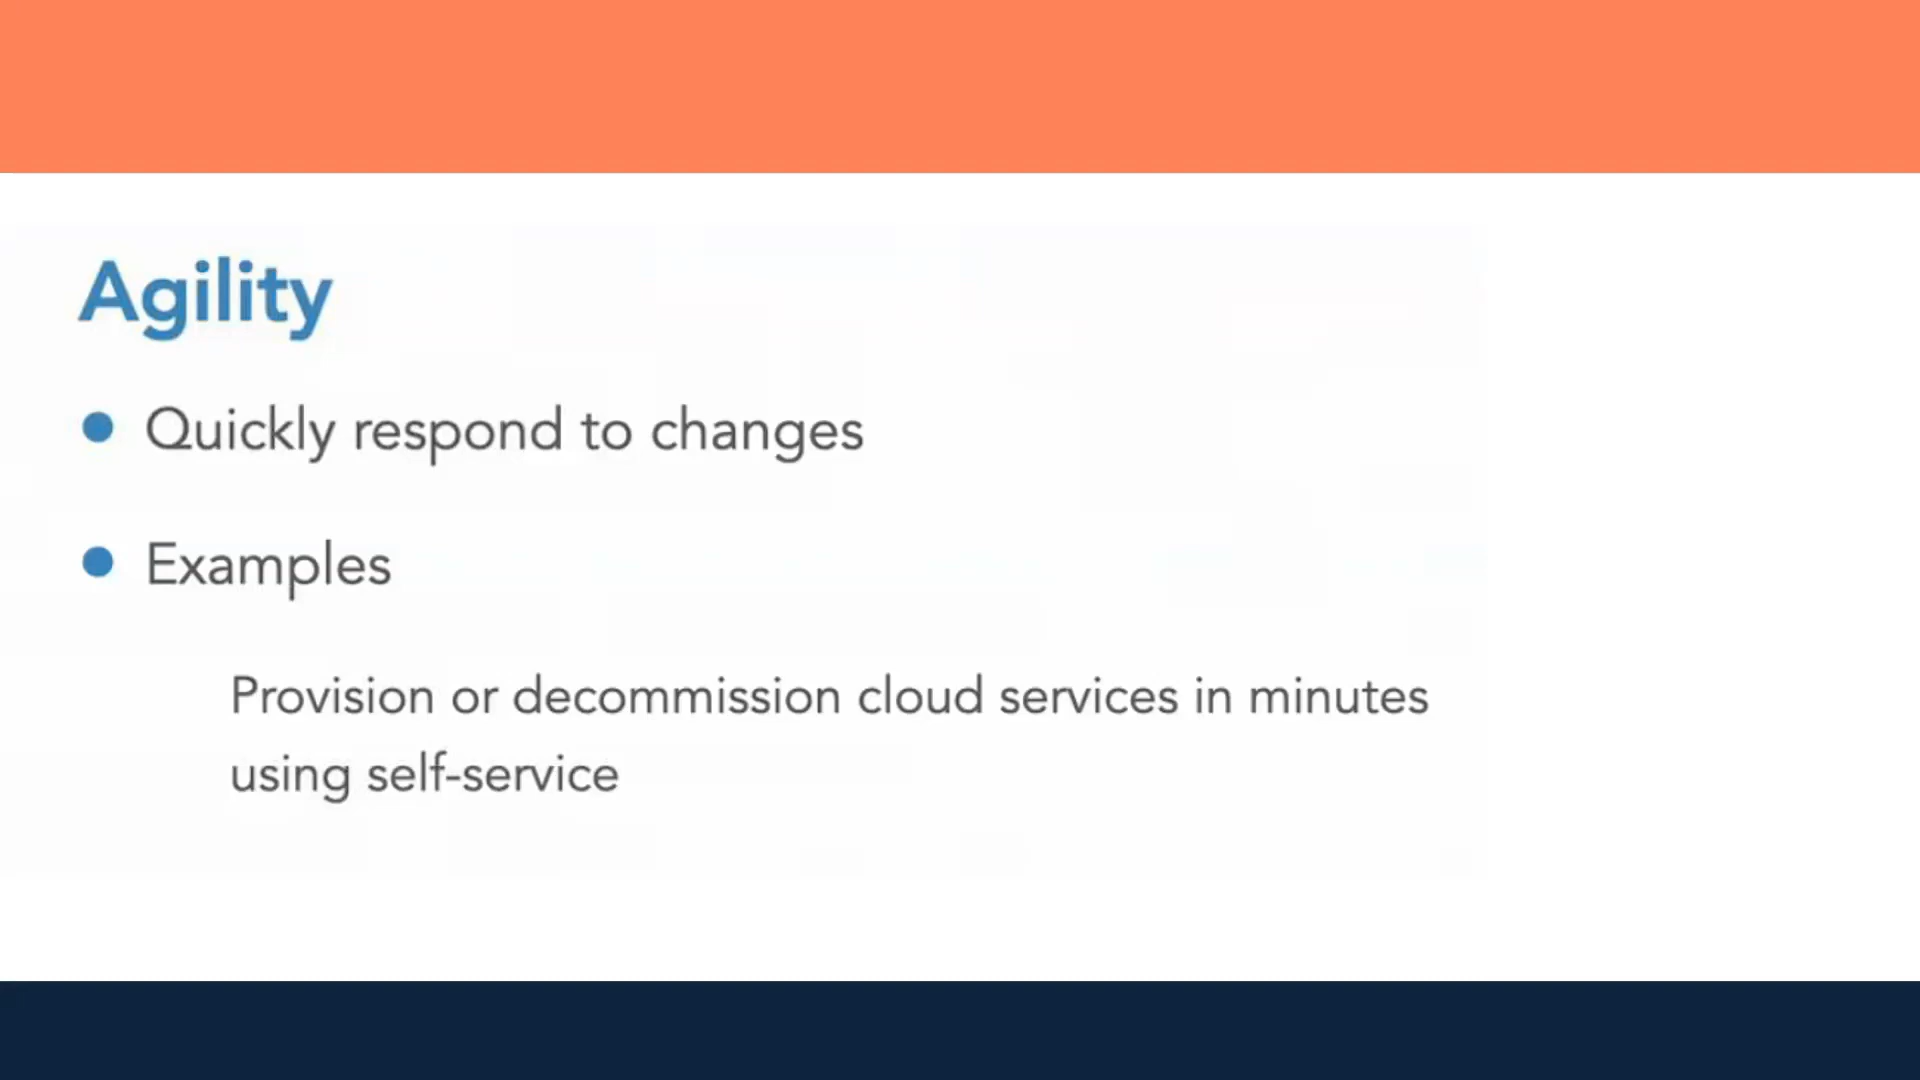 Agility
Quickly respond to changes
Examples
Provision or decommission cloud services in minutes
using self-service